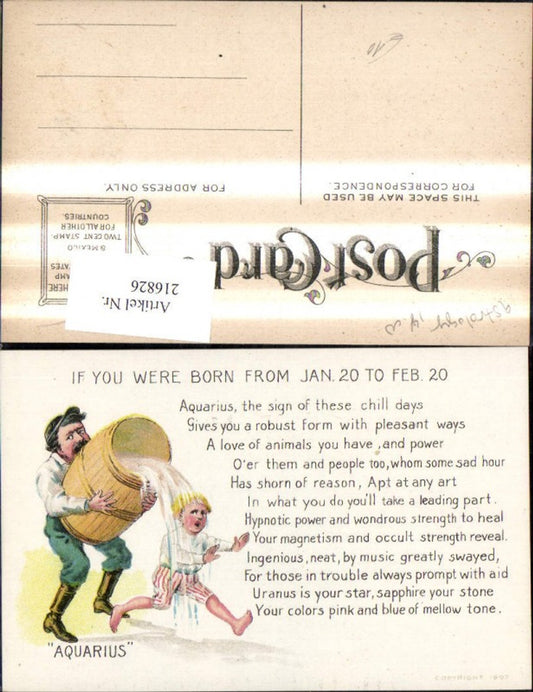 Post Card
THIS SPACE MAY BE USED
FOR CORRESPONDENCE.
FOR ADDRESS ONLY.
HERE
TATES
AMP
& MEXICO
TWO CENT STAMP.
FOR ALL OTHER
COUNTRIES.
Artikel Nr.
216826
astrology
IF YOU WERE BORN FROM JAN. 20 TO FEB. 20
Aquarius, the sign of these chill days
Gives you a robust form with pleasant ways
A love of animals you have ,and power
O'er them and people too, whom some sad hour
Has shorn of reason, Apt at any art
In what you do you'll take a leading part.
Hypnotic power and wondrous strength to heal
Your magnetism and occult strength reveal.
Ingenious, neat, by music greatly swayed,
For those in trouble always prompt with aid
Uranus is your star, sapphire your stone
Your colors pink and blue of mellow tone.
"AQUARIUS"
COPYRIGHT 1907